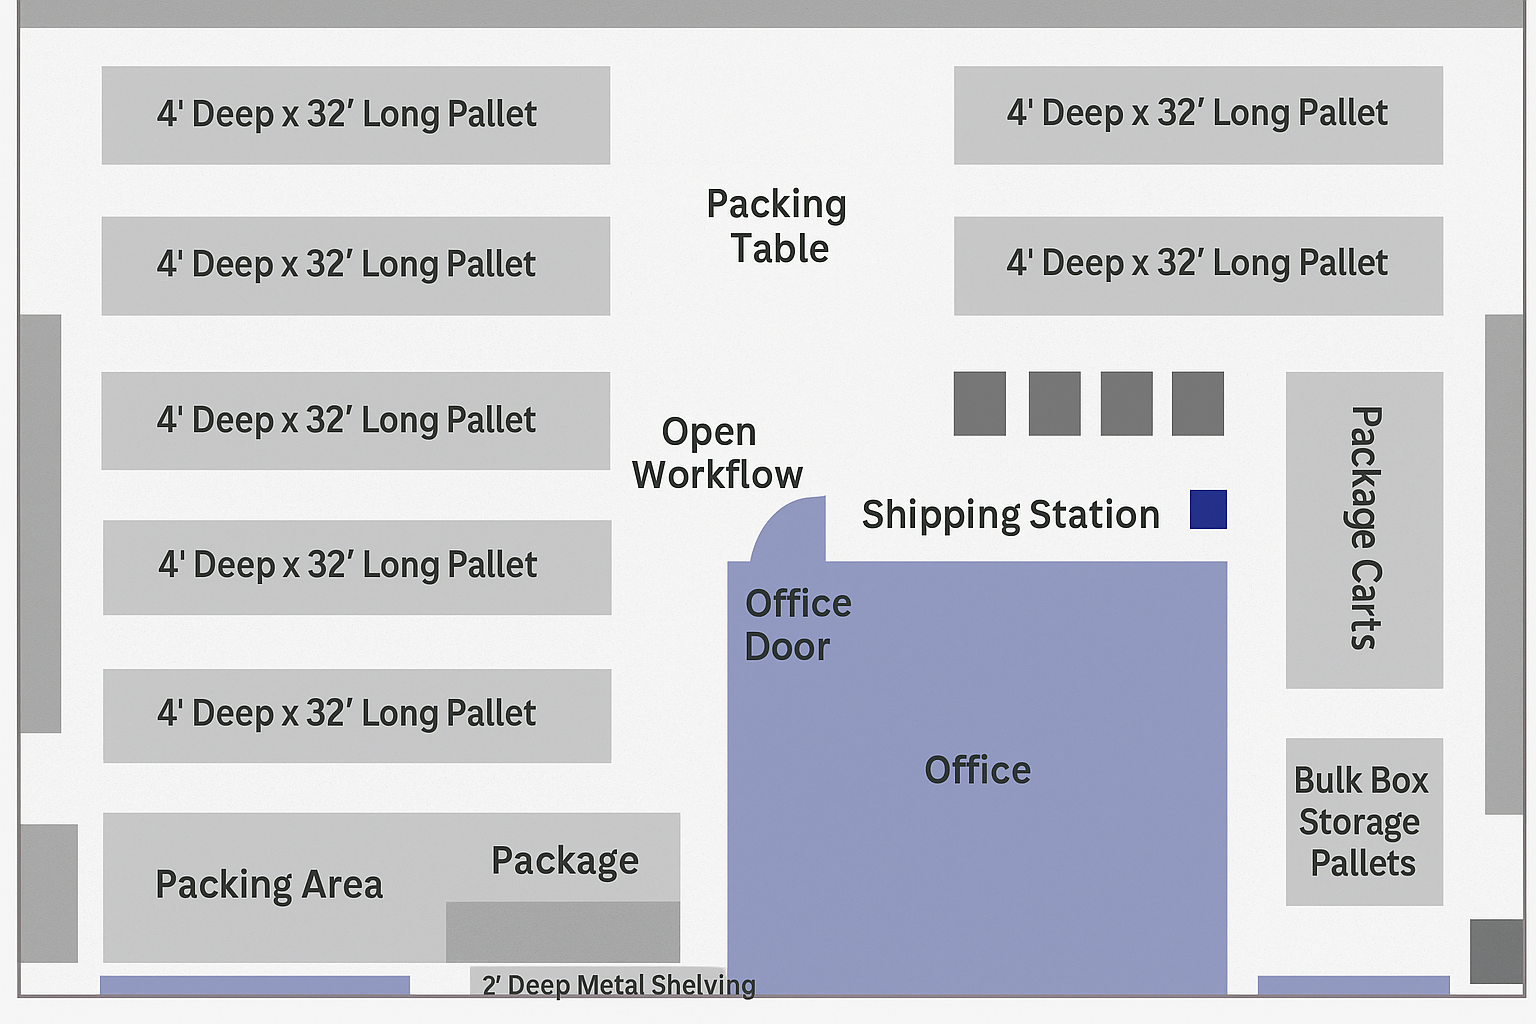 4' Deep x 32′ Long Pallet
4' Deep x 32′ Long Pallet
Packing
Table
4' Deep x 32′ Long Pallet
4' Deep x 32′ Long Pallet
4' Deep x 32′ Long Pallet
Open
Workflow
Package Carts
Shipping Station
4' Deep x 32′ Long Pallet
Office
Door
4' Deep x 32′ Long Pallet
Office
Bulk Box
Storage
Pallets
Packing Area
Package
2′ Deep Metal Shelving